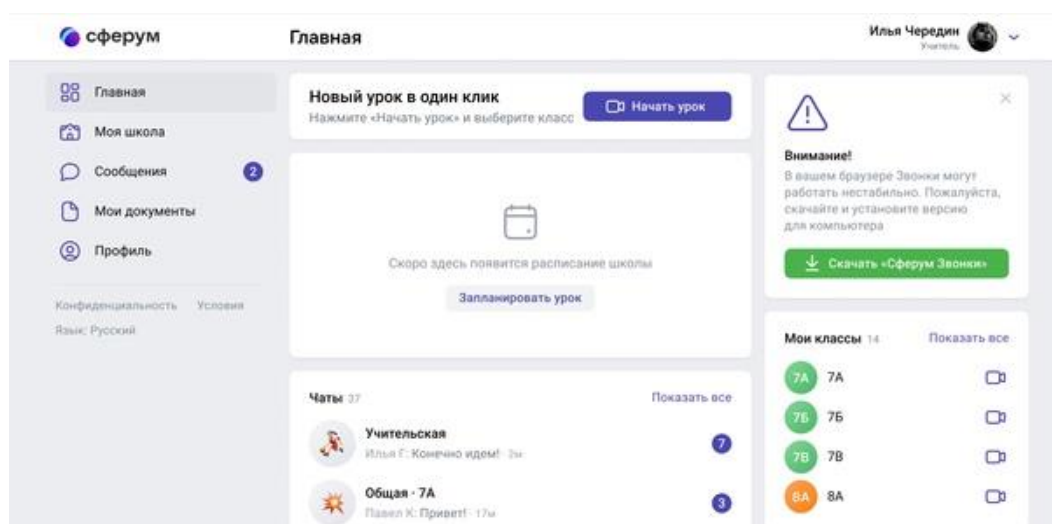 сферум
Главная
Илья Чередин
Учитель
Главная
Моя школа
Сообщения 2
Мои документы
Профиль
Конфиденциальность Условия
Язык: Русский
Новый урок в один клик
Нажмите «Начать урок» и выберите класс
Начать урок
Скоро здесь появится расписание школы
Запланировать урок
Чаты 37 Показать все
Учительская
Илья Г: Конечно идем! · 2м
7
Общая · 7А
Павел К: Привет! · 17м
3
Внимание!
В вашем браузере Звонки могут
работать нестабильно. Пожалуйста,
скачайте и установите версию
для компьютера
Скачать «Сферум Звонки»
Мои классы 14 Показать все
7А 7А
7Б 7Б
7В 7В
8А 8А